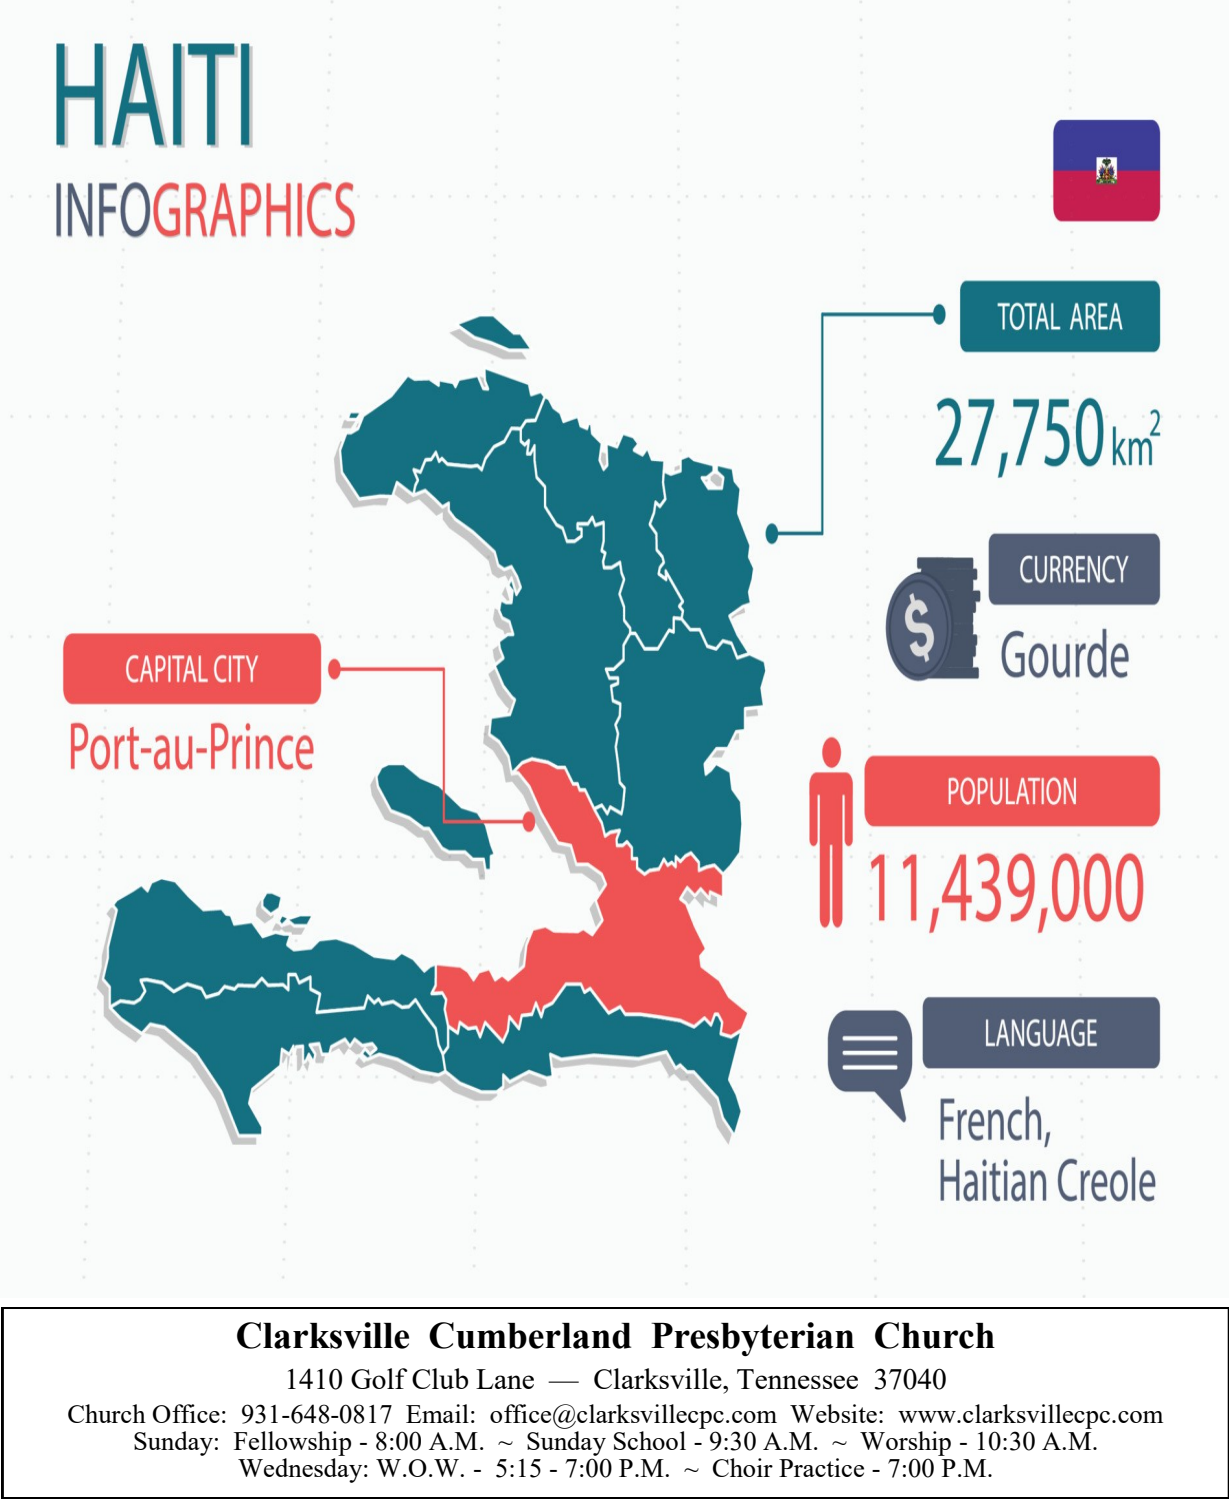 HAITI
INFOGRAPHICS
TOTAL AREA
27,750 km²
CURRENCY
$
Gourde
CAPITAL CITY
Port-au-Prince
POPULATION
11,439,000
LANGUAGE
French,
Haitian Creole
Clarksville Cumberland Presbyterian Church
1410 Golf Club Lane — Clarksville, Tennessee 37040
Church Office: 931-648-0817 Email: office@clarksvillecpc.com Website: www.clarksvillecpc.com
Sunday: Fellowship - 8:00 A.M. ~ Sunday School - 9:30 A.M. ~ Worship - 10:30 A.M.
Wednesday: W.O.W. - 5:15 - 7:00 P.M. ~ Choir Practice - 7:00 P.M.